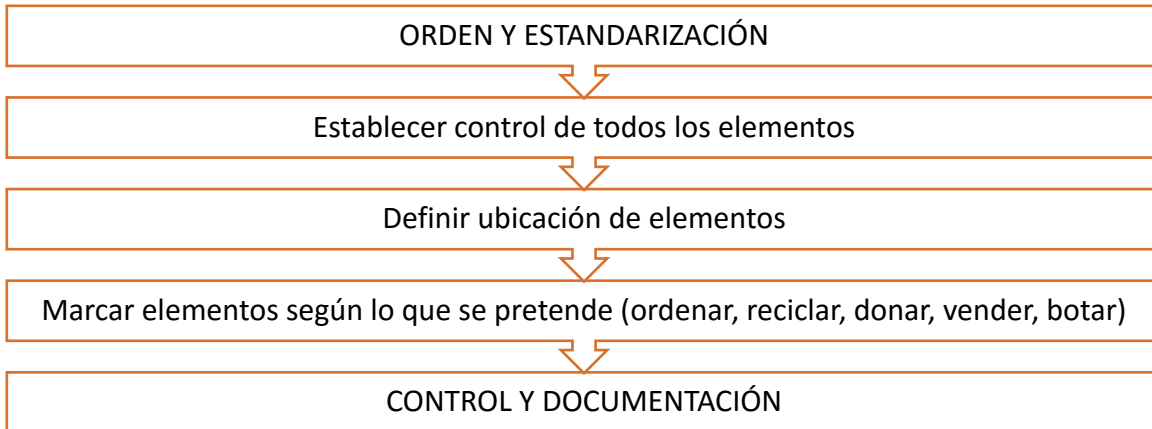 ORDEN Y ESTANDARIZACIÓN
Establecer control de todos los elementos
Definir ubicación de elementos
Marcar elementos según lo que se pretende (ordenar, reciclar, donar, vender, botar)
CONTROL Y DOCUMENTACIÓN